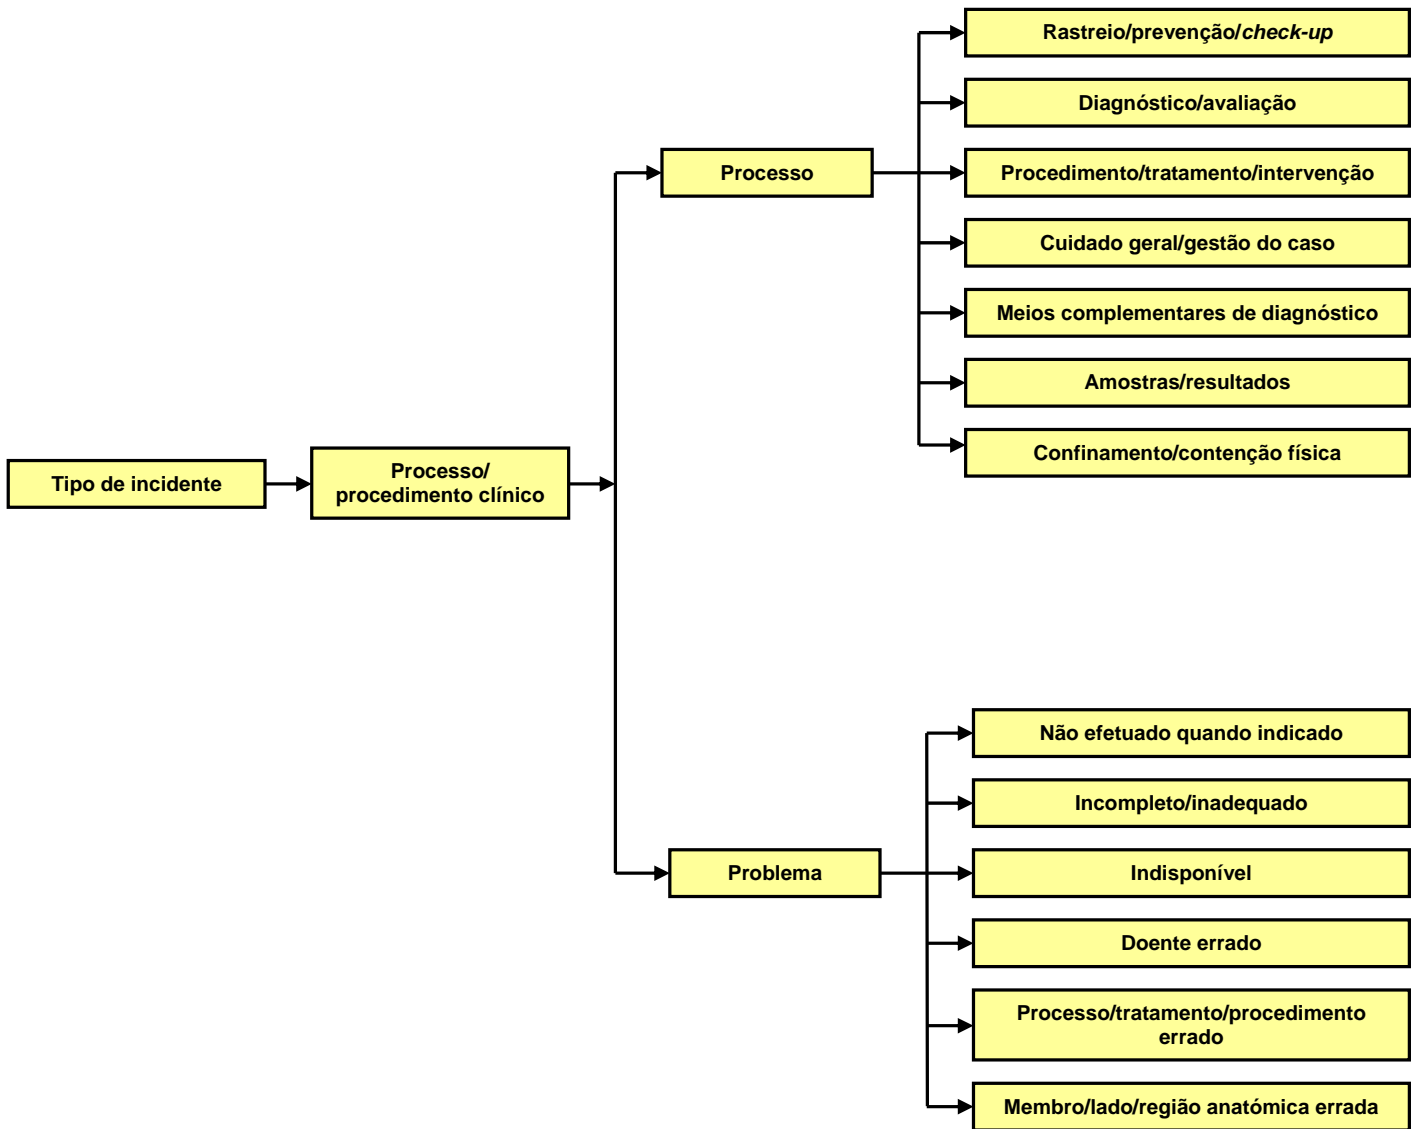 Rastreio/prevenção/check-up
Diagnóstico/avaliação
Processo
Procedimento/tratamento/intervenção
Cuidado geral/gestão do caso
Meios complementares de diagnóstico
Amostras/resultados
Confinamento/contenção física
Tipo de incidente
Processo/
procedimento clínico
Não efetuado quando indicado
Incompleto/inadequado
Problema
Indisponível
Doente errado
Processo/tratamento/procedimento
errado
Membro/lado/região anatómica errada